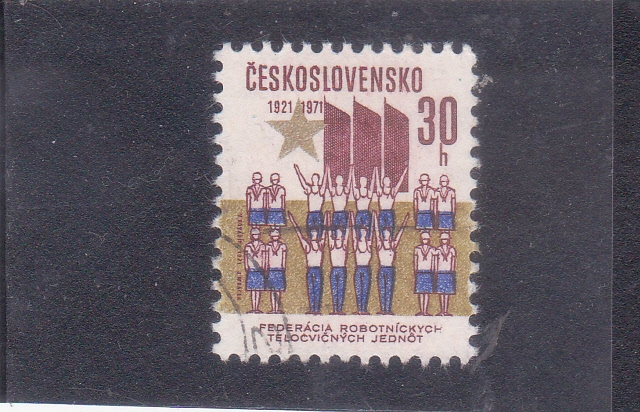 ČESKOSLOVENSKO
1921 1971
30
h
FEDERÁCIA ROBOTNÍCKYCH
TELOCVIČNÝCH JEDNÔT